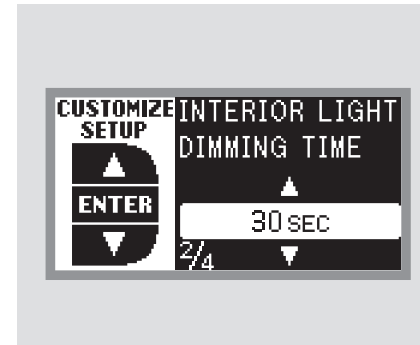 CUSTOMIZE
SETUP
ENTER
INTERIOR LIGHT
DIMMING TIME
30 SEC
2/4